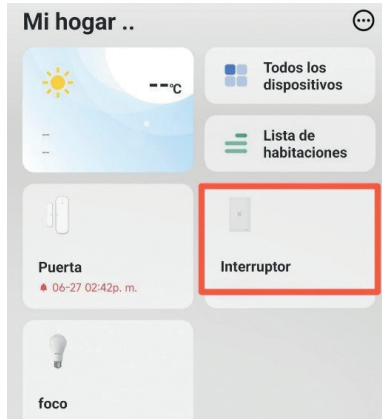 Mi hogar ..
--°C
--
--
Todos los
dispositivos
Lista de
habitaciones
Puerta
06-27 02:42p. m.
Interruptor
foco